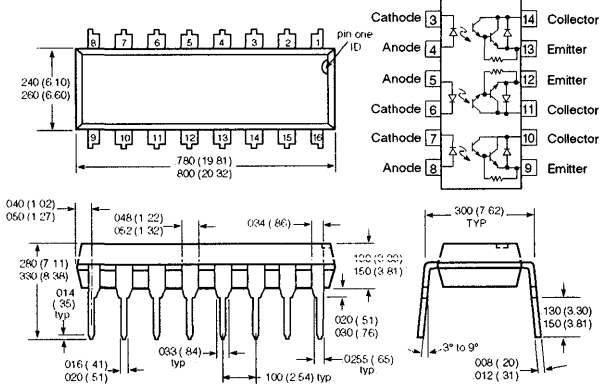 8 7 6 5 4 3 2 1
pin one
ID
240 (6.10)
260 (6.60)
9 10 11 12 13 14 15 16
.780 (19 81)
800 (20 32)
Cathode 3 14 Collector
Anode 4 13 Emitter
Anode 5 12 Emitter
Cathode 6 11 Collector
Cathode 7 10 Collector
Anode 8 9 Emitter
040 (1 02)
050 (1 27)
048 (1 22)
052 (1 32)
034 (86)
150 (3.81)
280 (7 11)
330 (8 38)
014
( 35)
typ
020 ( 51)
030 ( 76)
016 ( 41)
020 ( 51)
033 ( 84)
typ
100 (2 54) typ
0255 ( 65)
typ
300 (7 62)
TYP
130 (3.30)
150 (3.81)
3° to 9°
008 ( 20)
012 ( 31)